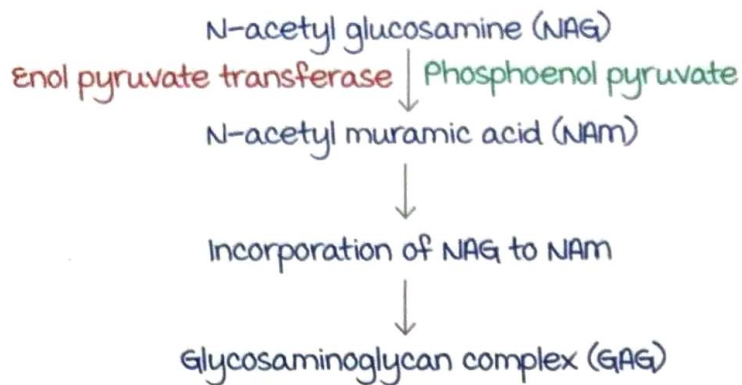 N-acetyl glucosamine (NAG)
Enol pyruvate transferase Phosphoenol pyruvate
N-acetyl muramic acid (NAM)
Incorporation of NAG to NAM
Glycosaminoglycan complex (GAG)